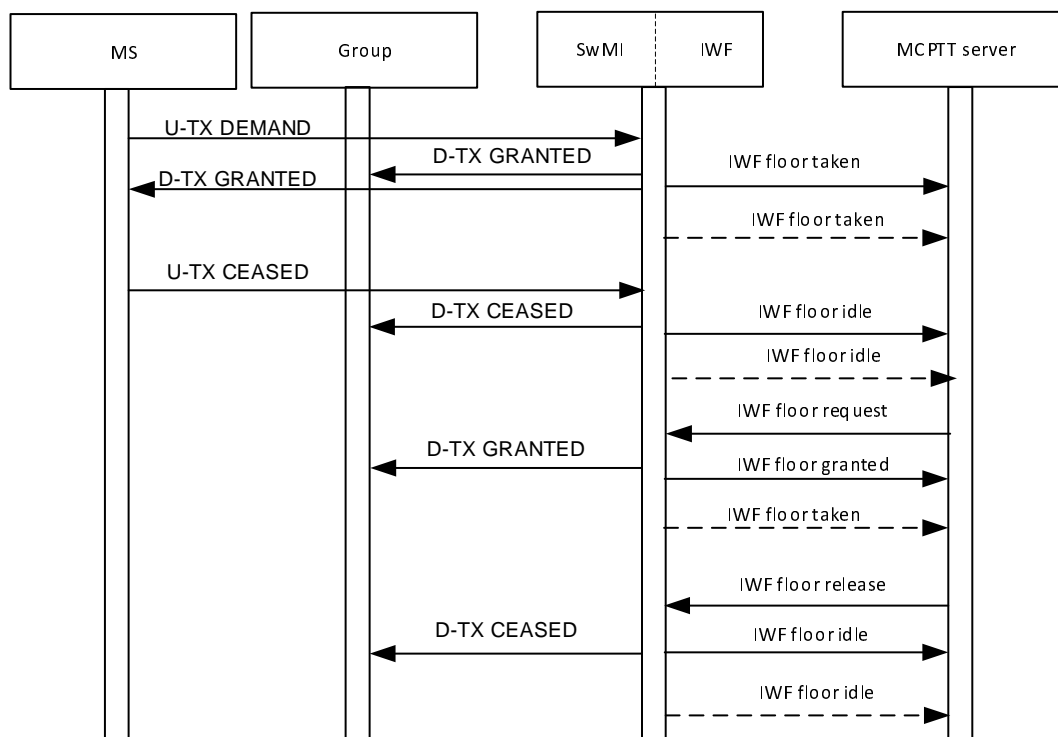 MS
Group
SwMI
IWF
MCPTT server
U-TX DEMAND
D-TX GRANTED
IWF floor taken
D-TX GRANTED
IWF floor taken
U-TX CEASED
D-TX CEASED
IWF floor idle
IWF floor idle
IWF floor request
D-TX GRANTED
IWF floor granted
IWF floor taken
IWF floor release
D-TX CEASED
IWF floor idle
IWF floor idle